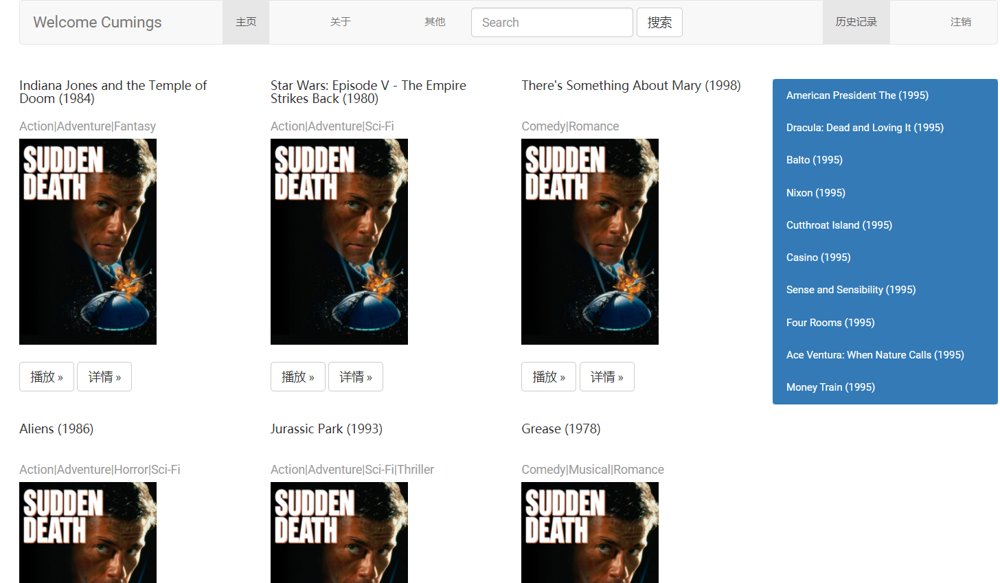 Welcome Cumings
主页
关于
其他
Search
搜索
历史记录
注销
Indiana Jones and the Temple of
Doom (1984)
Action|Adventure|Fantasy
SUDDEN
DEATH
播放 »
详情 »
Star Wars: Episode V - The Empire
Strikes Back (1980)
Action|Adventure|Sci-Fi
SUDDEN
DEATH
播放 »
详情 »
There's Something About Mary (1998)
Comedy|Romance
SUDDEN
DEATH
播放 »
详情 »
American President The (1995)
Dracula: Dead and Loving It (1995)
Balto (1995)
Nixon (1995)
Cutthroat Island (1995)
Casino (1995)
Sense and Sensibility (1995)
Four Rooms (1995)
Ace Ventura: When Nature Calls (1995)
Money Train (1995)
Aliens (1986)
Action|Adventure|Horror|Sci-Fi
SUDDEN
DEATH
Jurassic Park (1993)
Action|Adventure|Sci-Fi|Thriller
SUDDEN
DEATH
Grease (1978)
Comedy|Musical|Romance
SUDDEN
DEATH